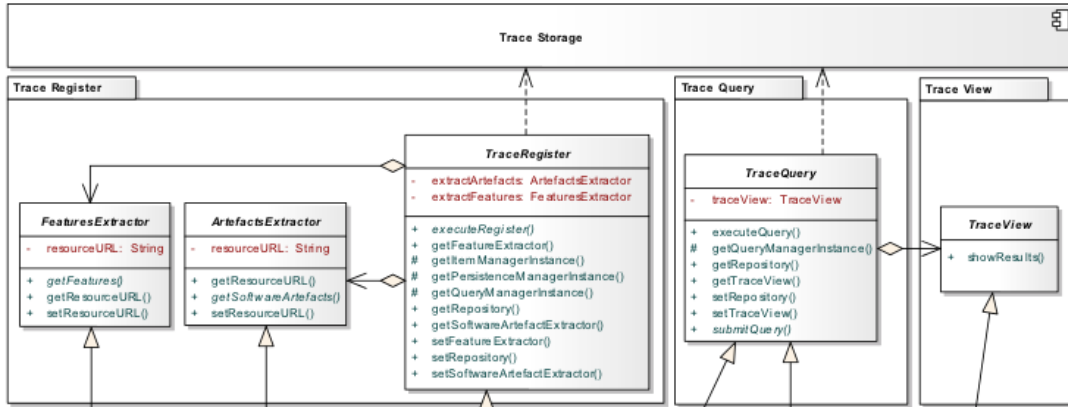 Trace Storage
Trace Register
Trace Query
Trace View
TraceRegister
- extractArtefacts: ArtefactsExtractor
- extractFeatures: FeaturesExtractor
+ executeRegister()
+ getFeatureExtractor()
# getItemManagerInstance()
# getPersistenceManagerInstance()
# getQueryManagerInstance()
+ getRepository()
+ getSoftwareArtefactExtractor()
+ setFeatureExtractor()
+ setRepository()
+ setSoftwareArtefactExtractor()
FeaturesExtractor
- resourceURL: String
+ getFeatures()
+ getResourceURL()
+ setResourceURL()
ArtefactsExtractor
- resourceURL: String
+ getResourceURL()
+ getSoftwareArtefacts()
+ setResourceURL()
TraceQuery
- traceView: TraceView
+ executeQuery()
# getQueryManagerInstance()
+ getRepository()
+ getTraceView()
+ setRepository()
+ setTraceView()
+ submitQuery()
TraceView
+ showResults()